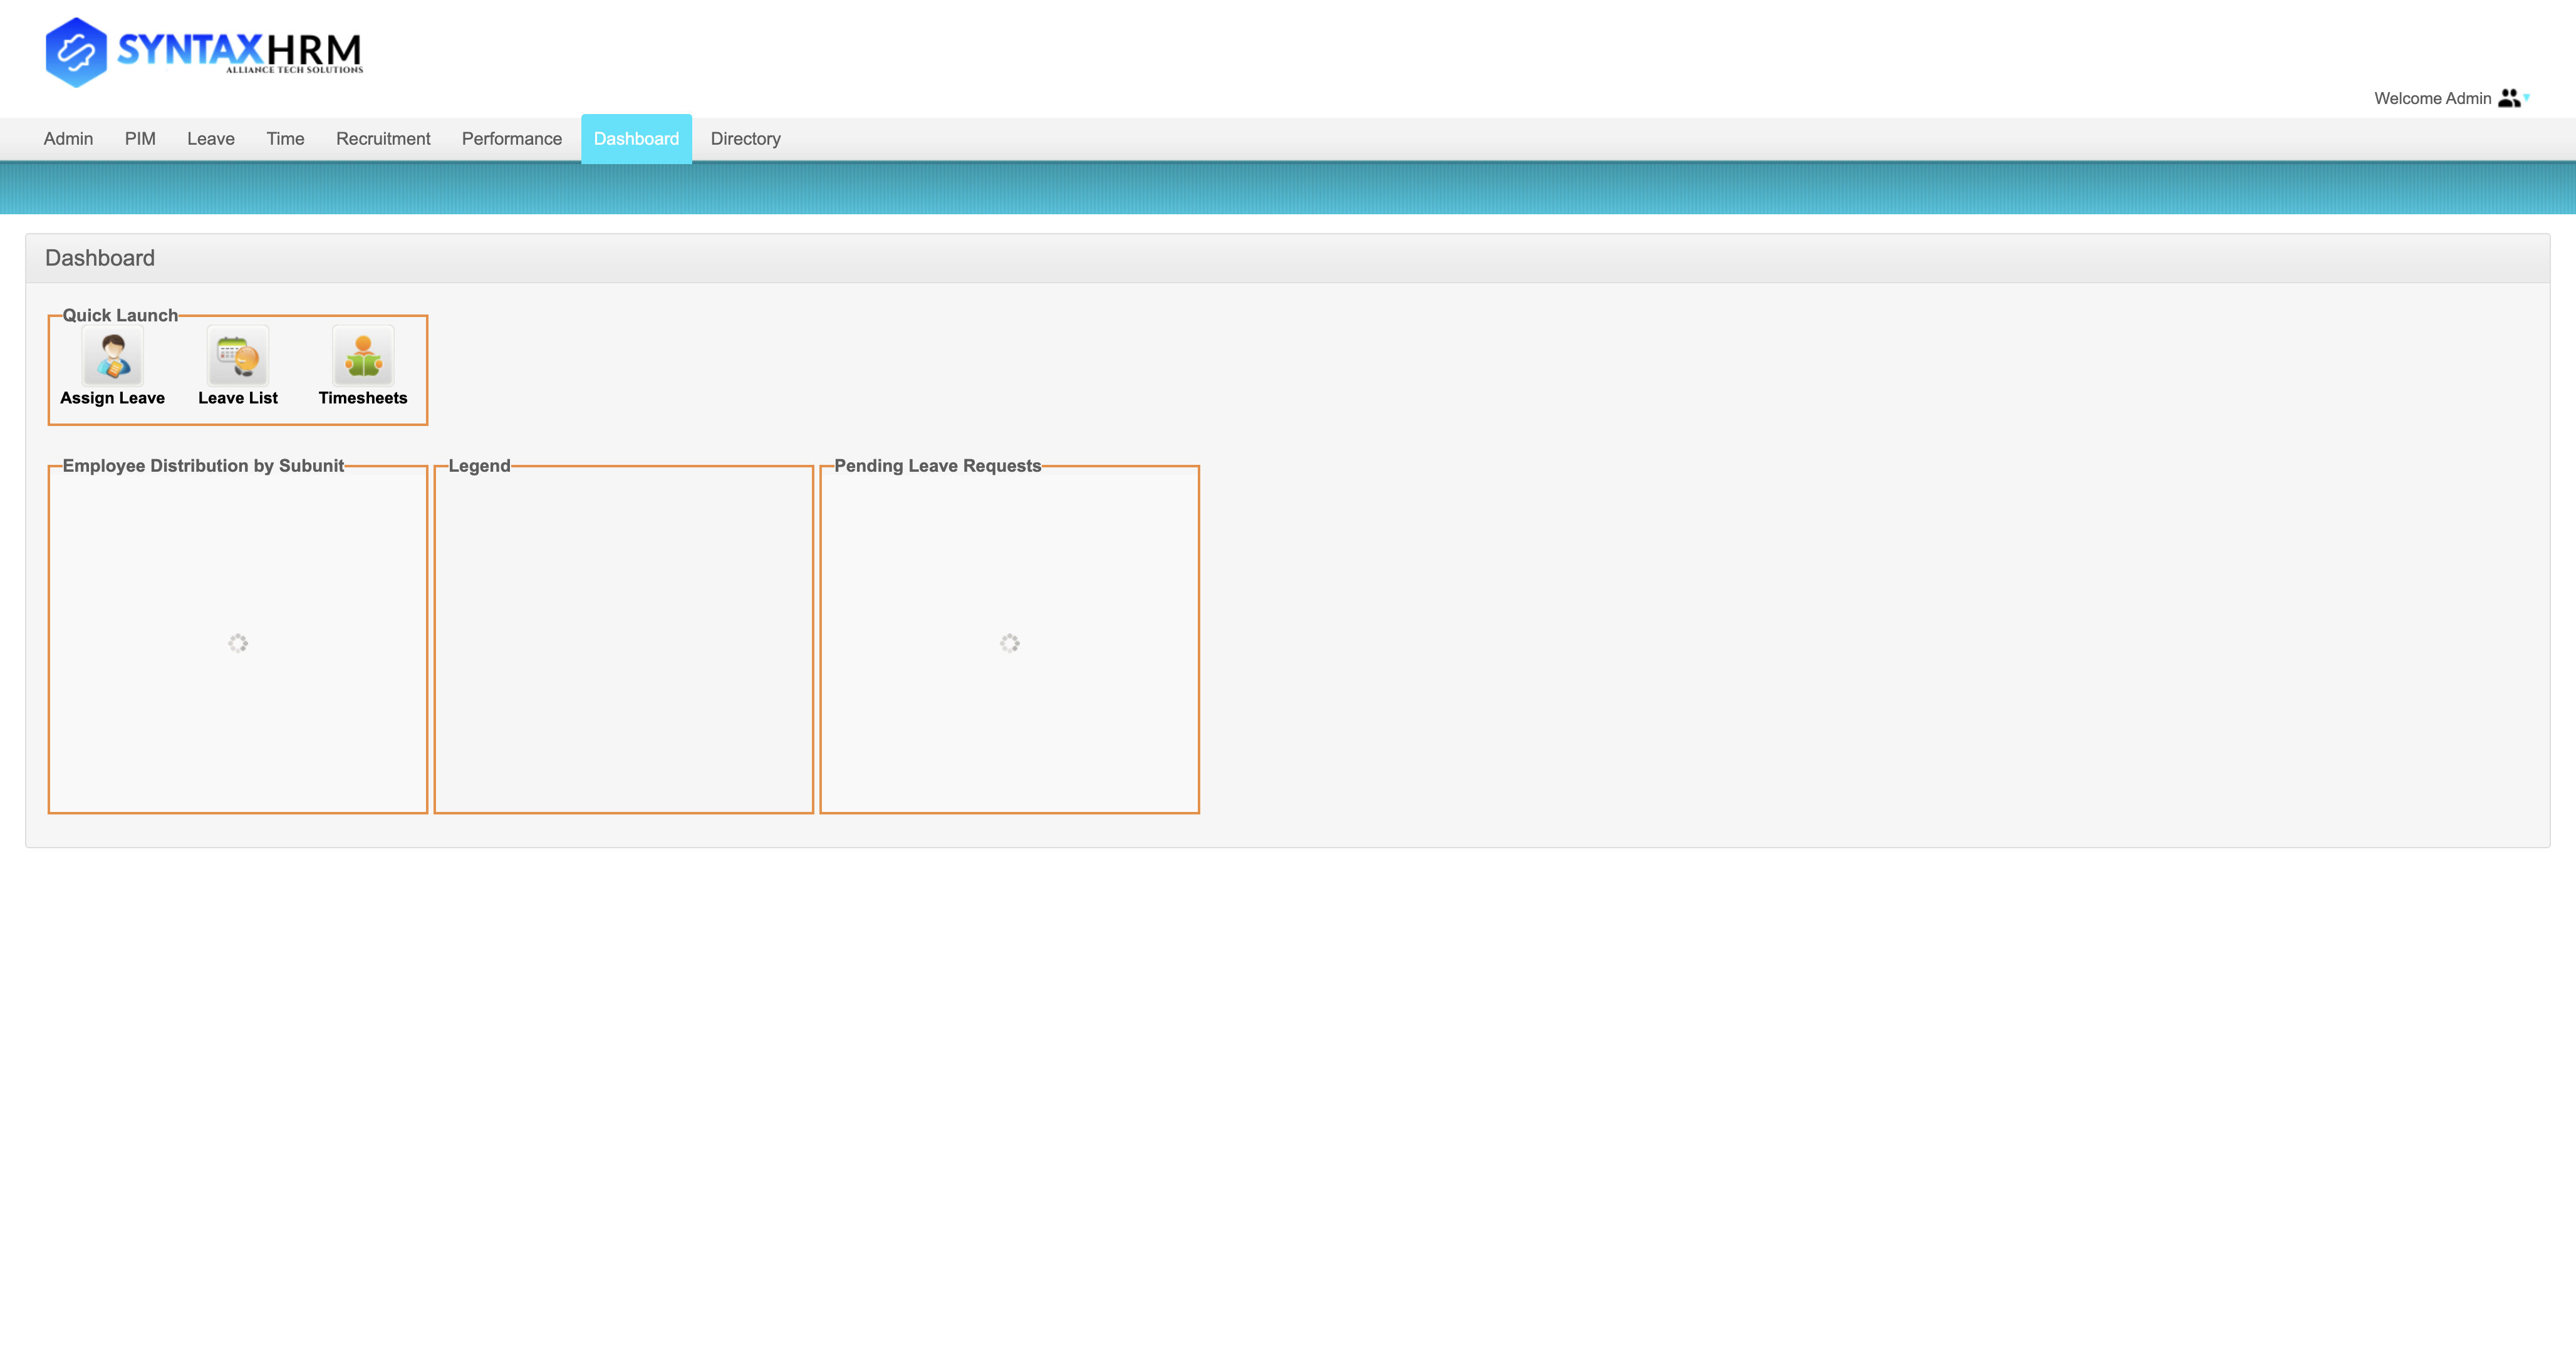 SYNTAXHRM
ALLIANCE TECH SOLUTIONS
Welcome Admin
Admin PIM Leave Time Recruitment Performance Dashboard Directory
Dashboard
Quick Launch
Assign Leave Leave List Timesheets
Employee Distribution by Subunit Legend Pending Leave Requests